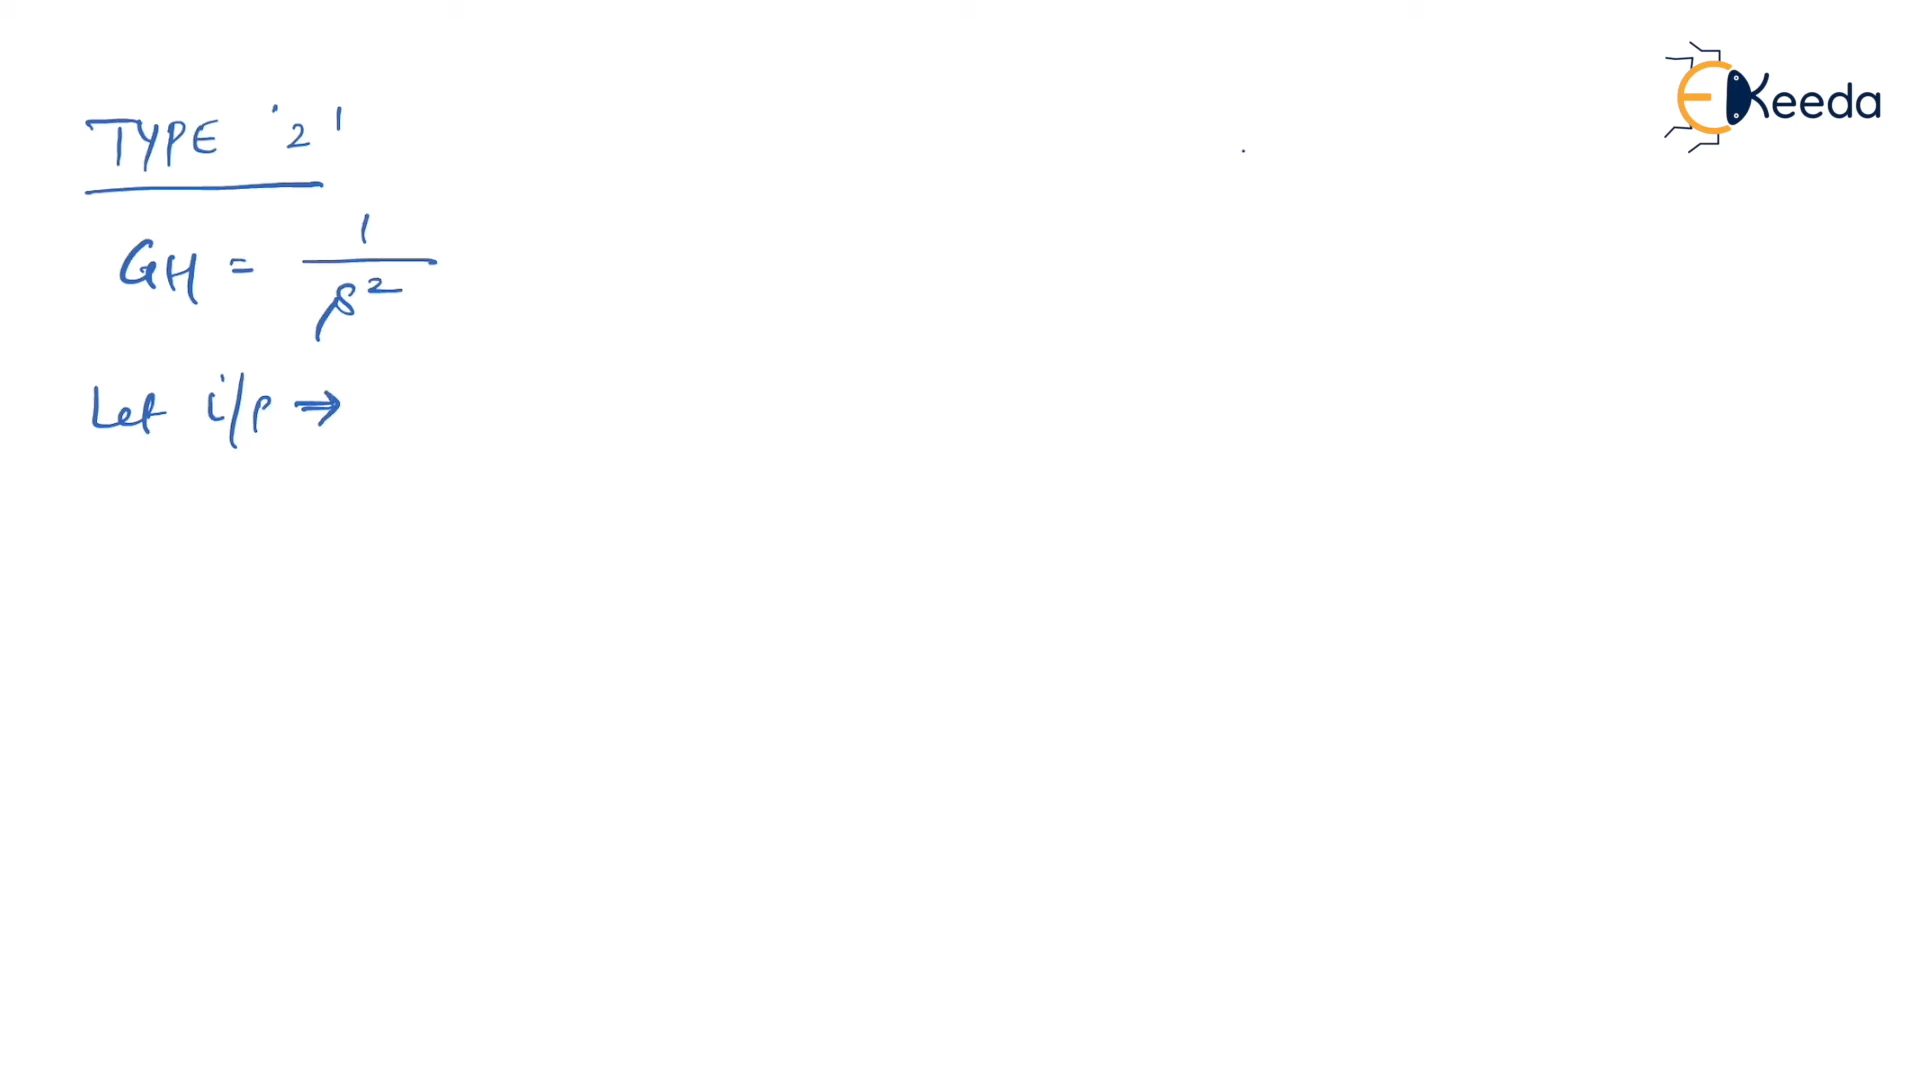 EKeeda
TYPE '2'
GH = 1/s²
Let i/p ⇒